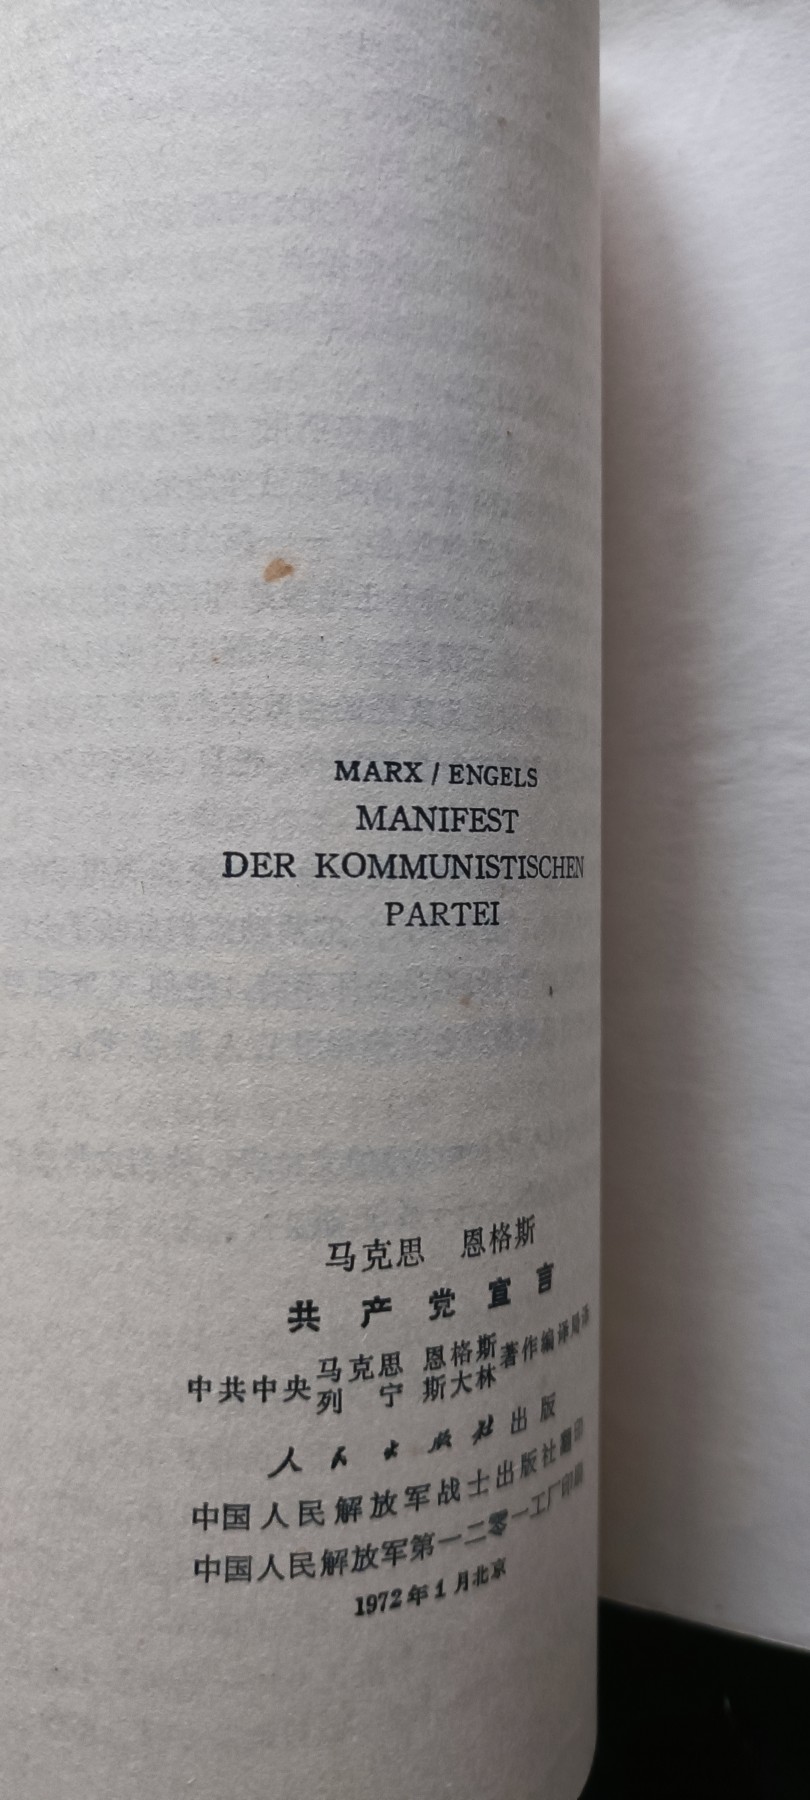 MARX / ENGELS
MANIFEST
DER KOMMUNISTISCHEN
PARTEI
马克思 恩格斯
共产党宣言
中共中央马克思 恩格斯著作编译局译
列 宁 斯大林
人民出版社出版
中国人民解放军战士出版社翻印
中国人民解放军第一二零一工厂印刷
1972年1月北京